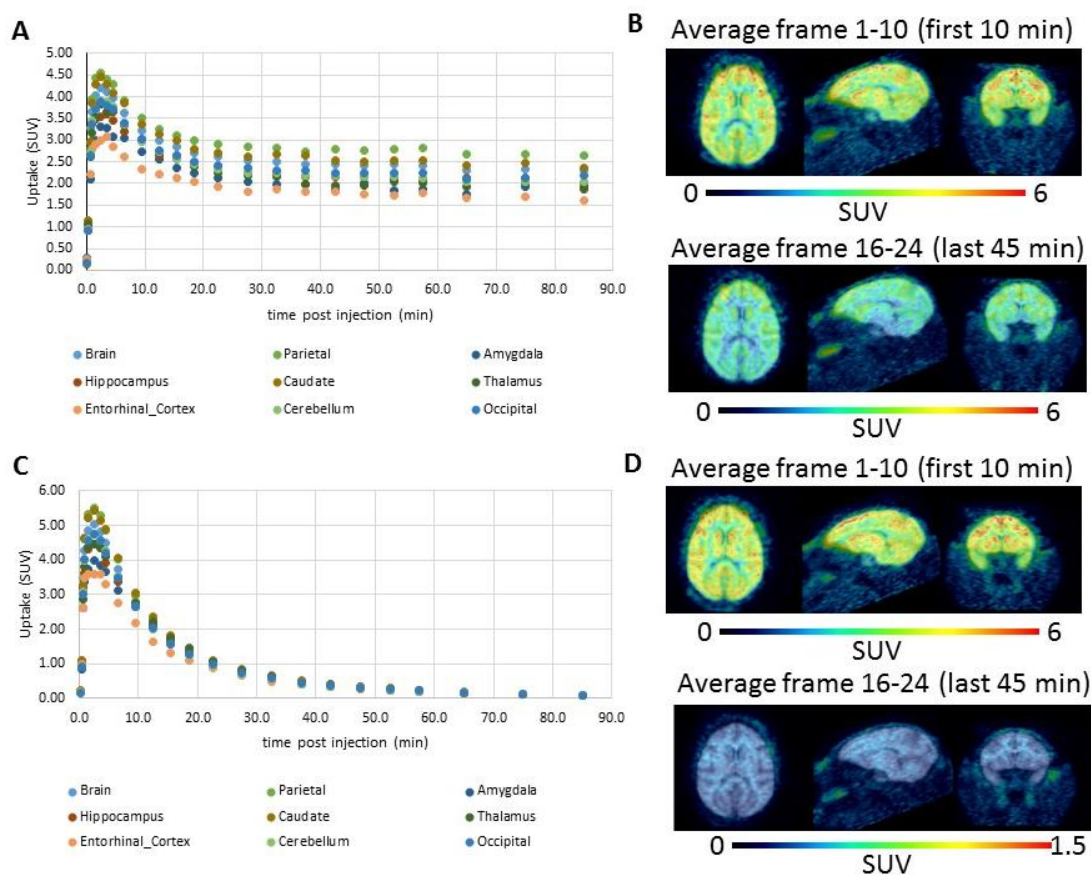 A
5.00
4.50
4.00
3.50
3.00
2.50
2.00
1.50
1.00
0.50
0.00
Uptake (SUV)
0.0 10.0 20.0 30.0 40.0 50.0 60.0 70.0 80.0 90.0
time post injection (min)
Brain Parietal Amygdala
Hippocampus Caudate Thalamus
Entorhinal_Cortex Cerebellum Occipital
B
Average frame 1-10 (first 10 min)
0 6
SUV
Average frame 16-24 (last 45 min)
0 6
SUV
C
6.00
5.00
4.00
3.00
2.00
1.00
0.00
Uptake (SUV)
0.0 10.0 20.0 30.0 40.0 50.0 60.0 70.0 80.0 90.0
time post injection (min)
Brain Parietal Amygdala
Hippocampus Caudate Thalamus
Entorhinal_Cortex Cerebellum Occipital
D
Average frame 1-10 (first 10 min)
0 6
SUV
Average frame 16-24 (last 45 min)
0 1.5
SUV